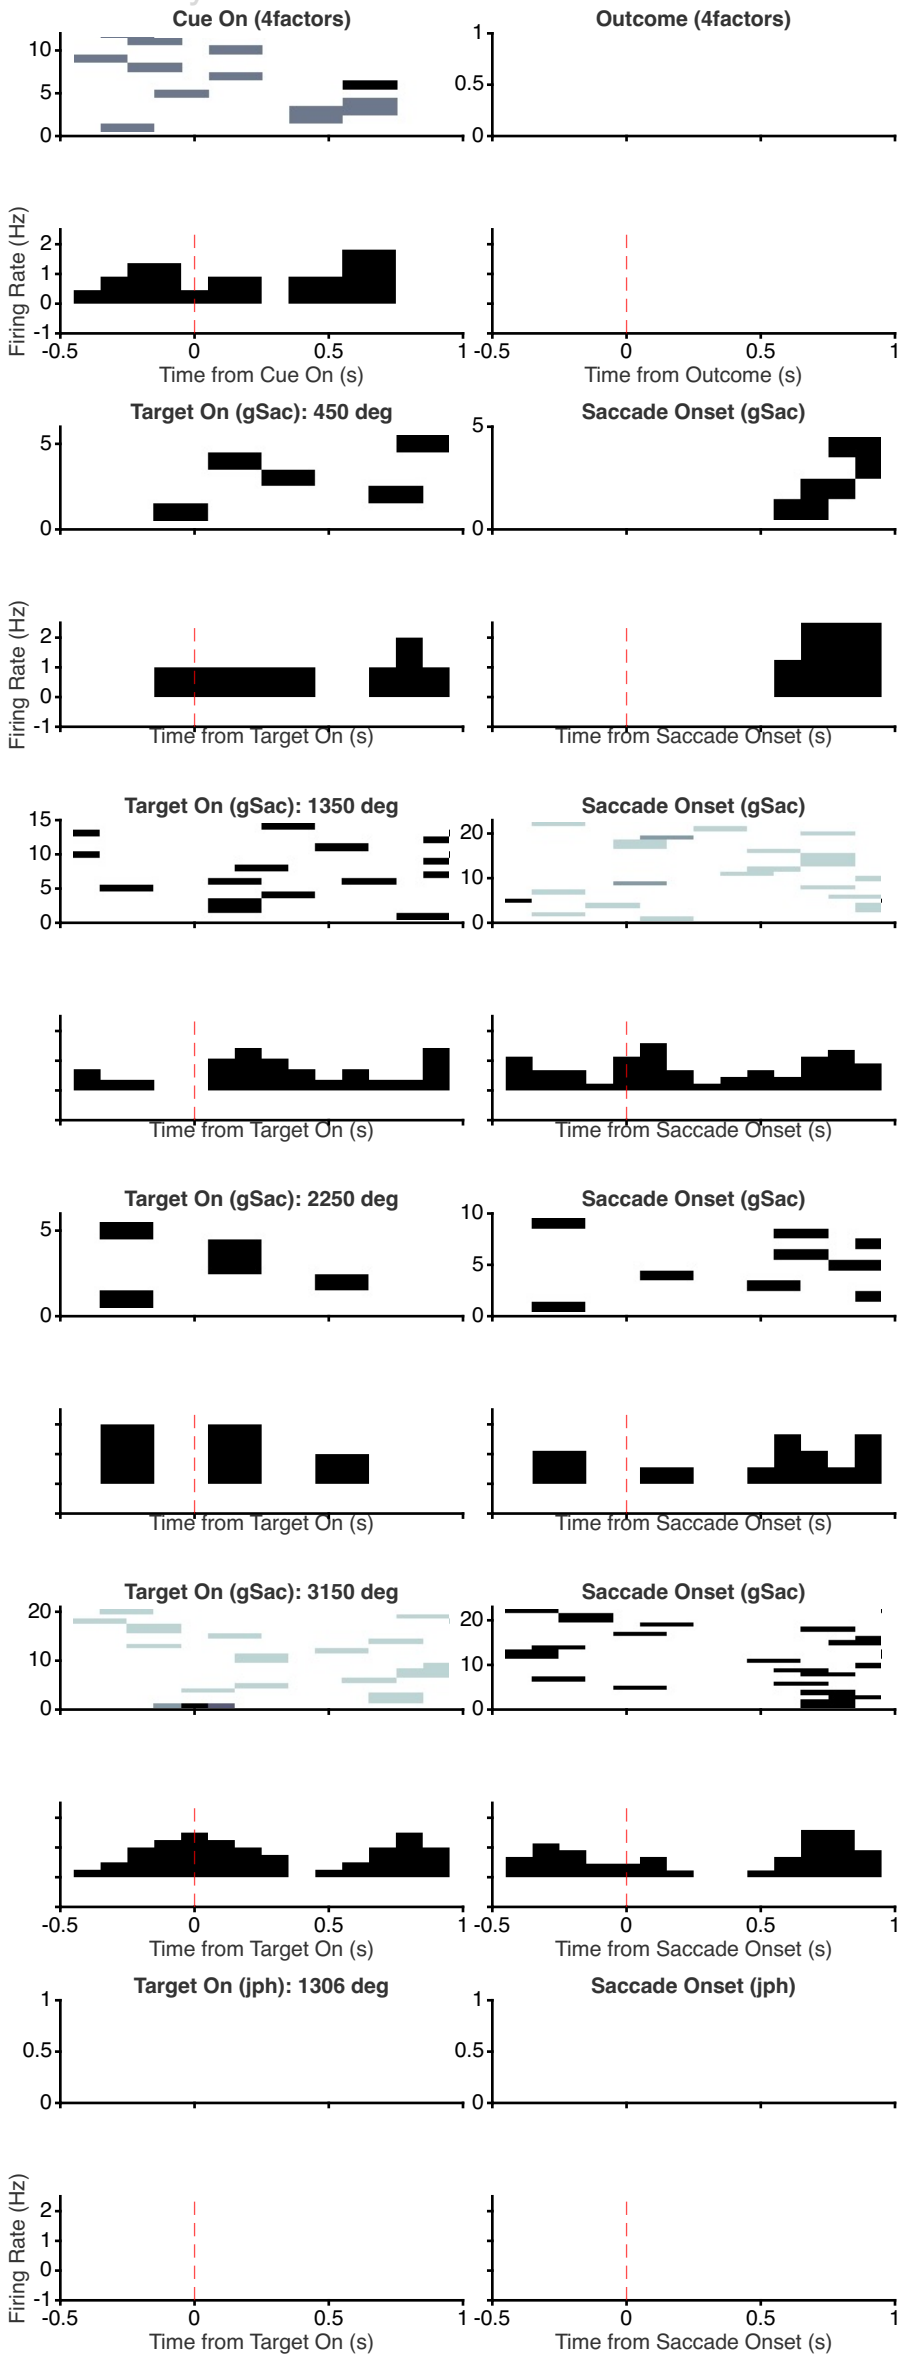 Cue On (4factors)
Outcome (4factors)
10
5
0
1
0.5
0
Firing Rate (Hz)
2
1
0
-1
-0.5 0 0.5 1
-0.5 0 0.5 1
Time from Cue On (s)
Time from Outcome (s)
Target On (gSac): 450 deg
Saccade Onset (gSac)
5
0
5
0
Firing Rate (Hz)
2
1
0
-1
Time from Target On (s)
Time from Saccade Onset (s)
Target On (gSac): 1350 deg
Saccade Onset (gSac)
15
10
5
0
20
10
0
Time from Target On (s)
Time from Saccade Onset (s)
Target On (gSac): 2250 deg
Saccade Onset (gSac)
5
0
10
5
0
Time from Target On (s)
Time from Saccade Onset (s)
Target On (gSac): 3150 deg
Saccade Onset (gSac)
20
10
0
20
10
0
-0.5 0 0.5 1
-0.5 0 0.5 1
Time from Target On (s)
Time from Saccade Onset (s)
Target On (jph): 1306 deg
Saccade Onset (jph)
1
0.5
0
1
0.5
0
Firing Rate (Hz)
2
1
0
-1
-0.5 0 0.5 1
-0.5 0 0.5 1
Time from Target On (s)
Time from Saccade Onset (s)